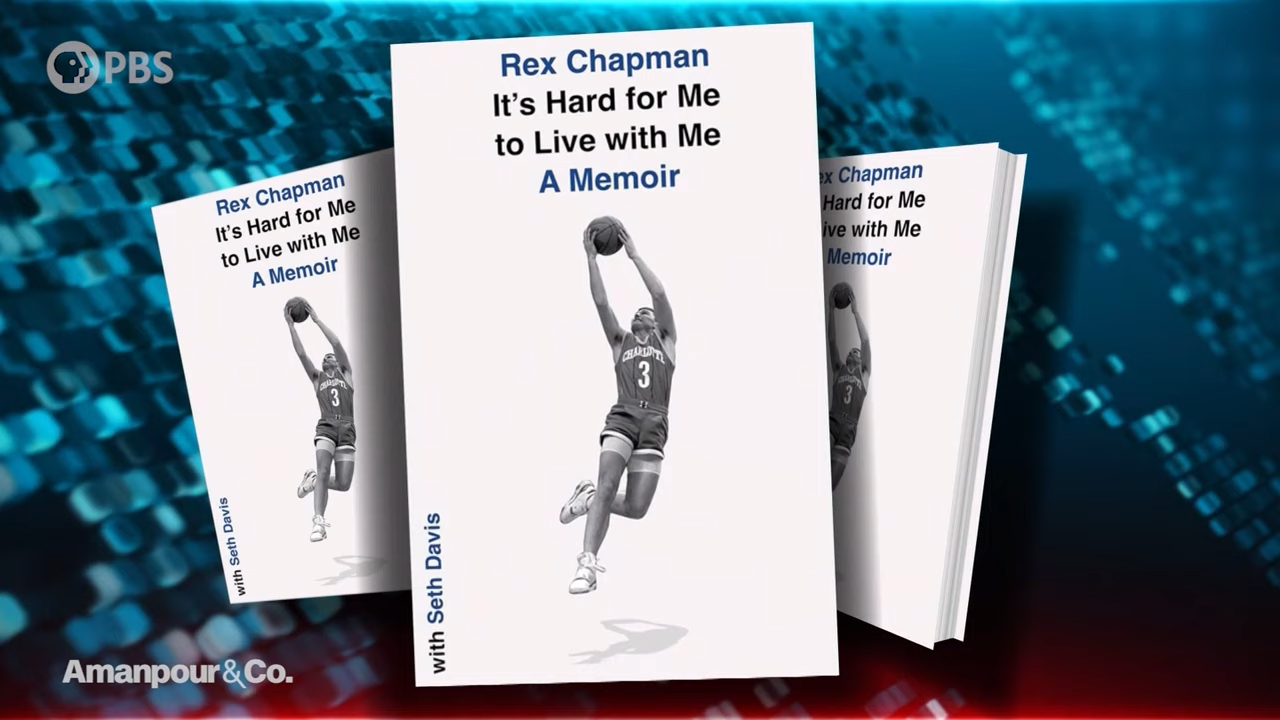 PBS
Rex Chapman
It's Hard for Me
to Live with Me
A Memoir
CHARLOTTE
3
with Seth Davis
Rex Chapman
It's Hard for Me
to Live with Me
A Memoir
CHARLOTTE
3
with Seth Davis
ex Chapman
Hard for Me
ive with Me
Memoir
3
Amanpour&Co.